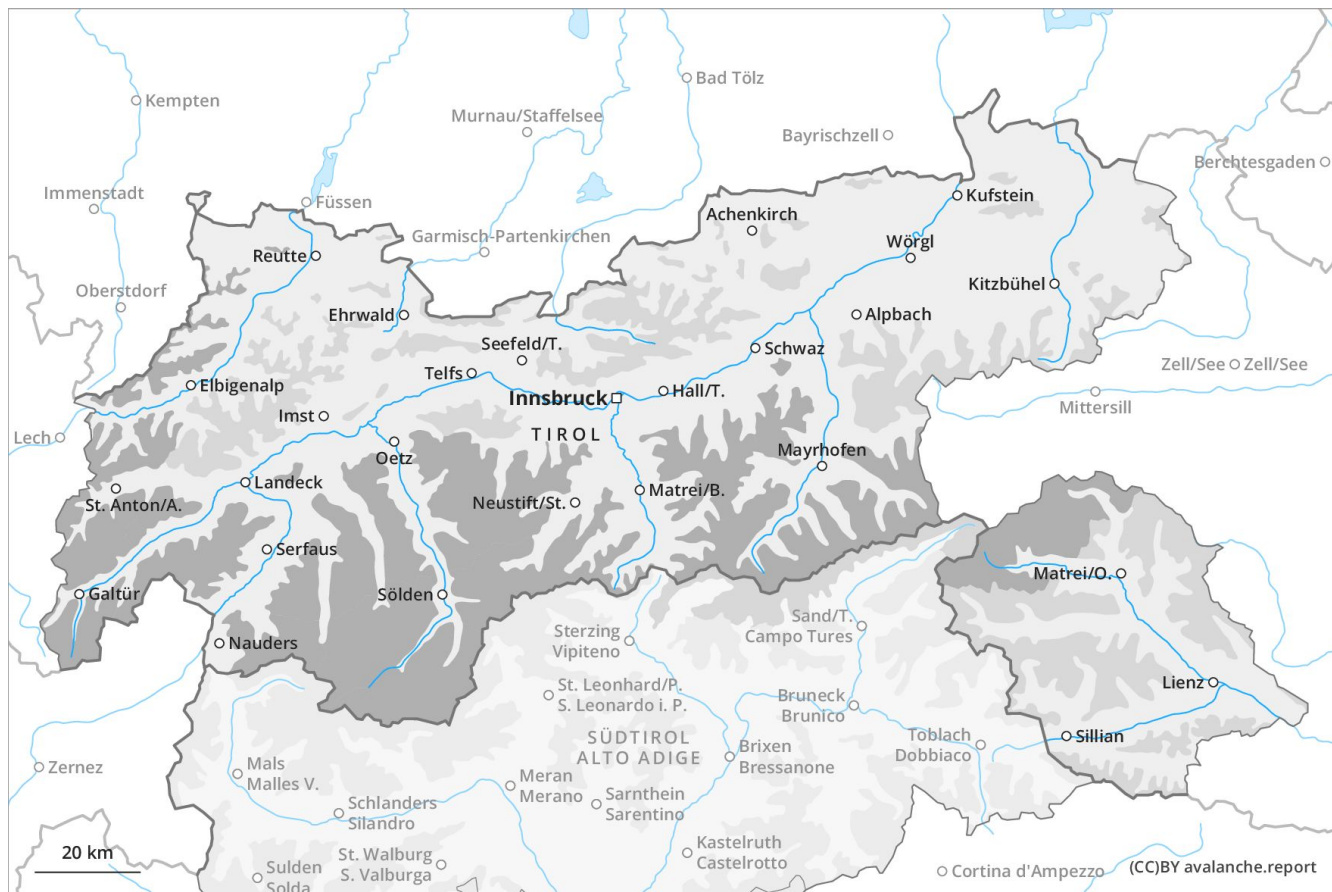 Kempten
Bad Tölz
Murnau/Staffelsee
Bayrischzell
Berchtesgaden
Immenstadt
Füssen
Kufstein
Achenkirch
Garmisch-Partenkirchen
Wörgl
Reutte
Oberstdorf
Kitzbühel
Ehrwald
Alpbach
Seefeld/T.
Schwaz
Zell/See
Zell/See
Telfs
Elbigenalp
Hall/T.
Innsbruck
Mittersill
Imst
Lech
TIROL
Oetz
Mayrhofen
Landeck
Matrei/B.
St. Anton/A.
Neustift/St.
Serfaus
Matrei/O.
Galtür
Sölden
Sand/T.
Campo Tures
Sterzing
Vipiteno
Nauders
Lienz
St. Leonhard/P.
S. Leonardo i. P.
Bruneck
Brunico
SÜDTIROL
ALTO ADIGE
Toblach
Dobbiaco
Sillian
Brixen
Bressanone
Zernez
Mals
Malles V.
Meran
Merano
Sarnthein
Sarentino
Schlanders
Silandro
Kastelruth
Castelrotto
20 km
St. Walburg
S. Valburga
Sulden
Solda
Cortina d'Ampezzo
(CC)BY avalanche.report